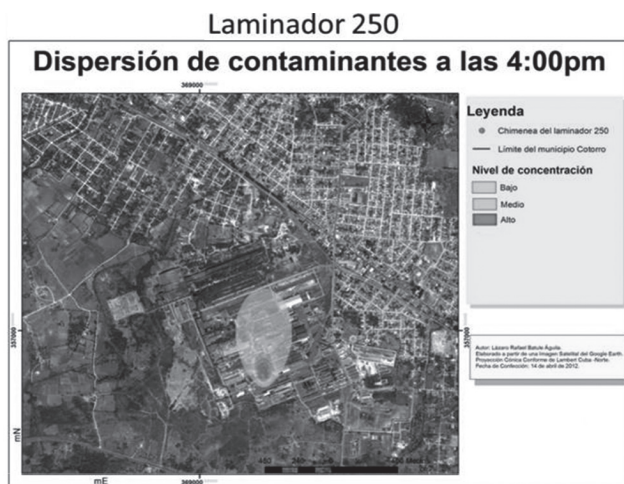 Laminador 250
Dispersión de contaminantes a las 4:00pm
369000
Leyenda
Chimenea del laminador 250
Límite del municipio Cotorro
Nivel de concentración
Bajo
Medio
Alto
357000
357000
Autor: Lázaro Rafael Batule Águila.
Elaborado a partir de una Imagen Satelital del Google Earth.
Proyección Cónica Conforme de Lambert Cuba -Norte.
Fecha da Confección: 14 de abril de 2012.
mN
mE
369000